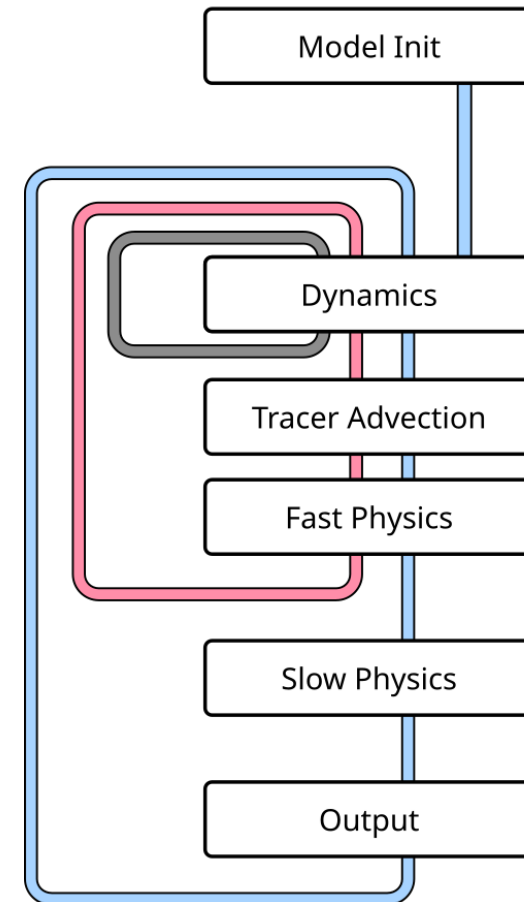 Model Init
Dynamics
Tracer Advection
Fast Physics
Slow Physics
Output